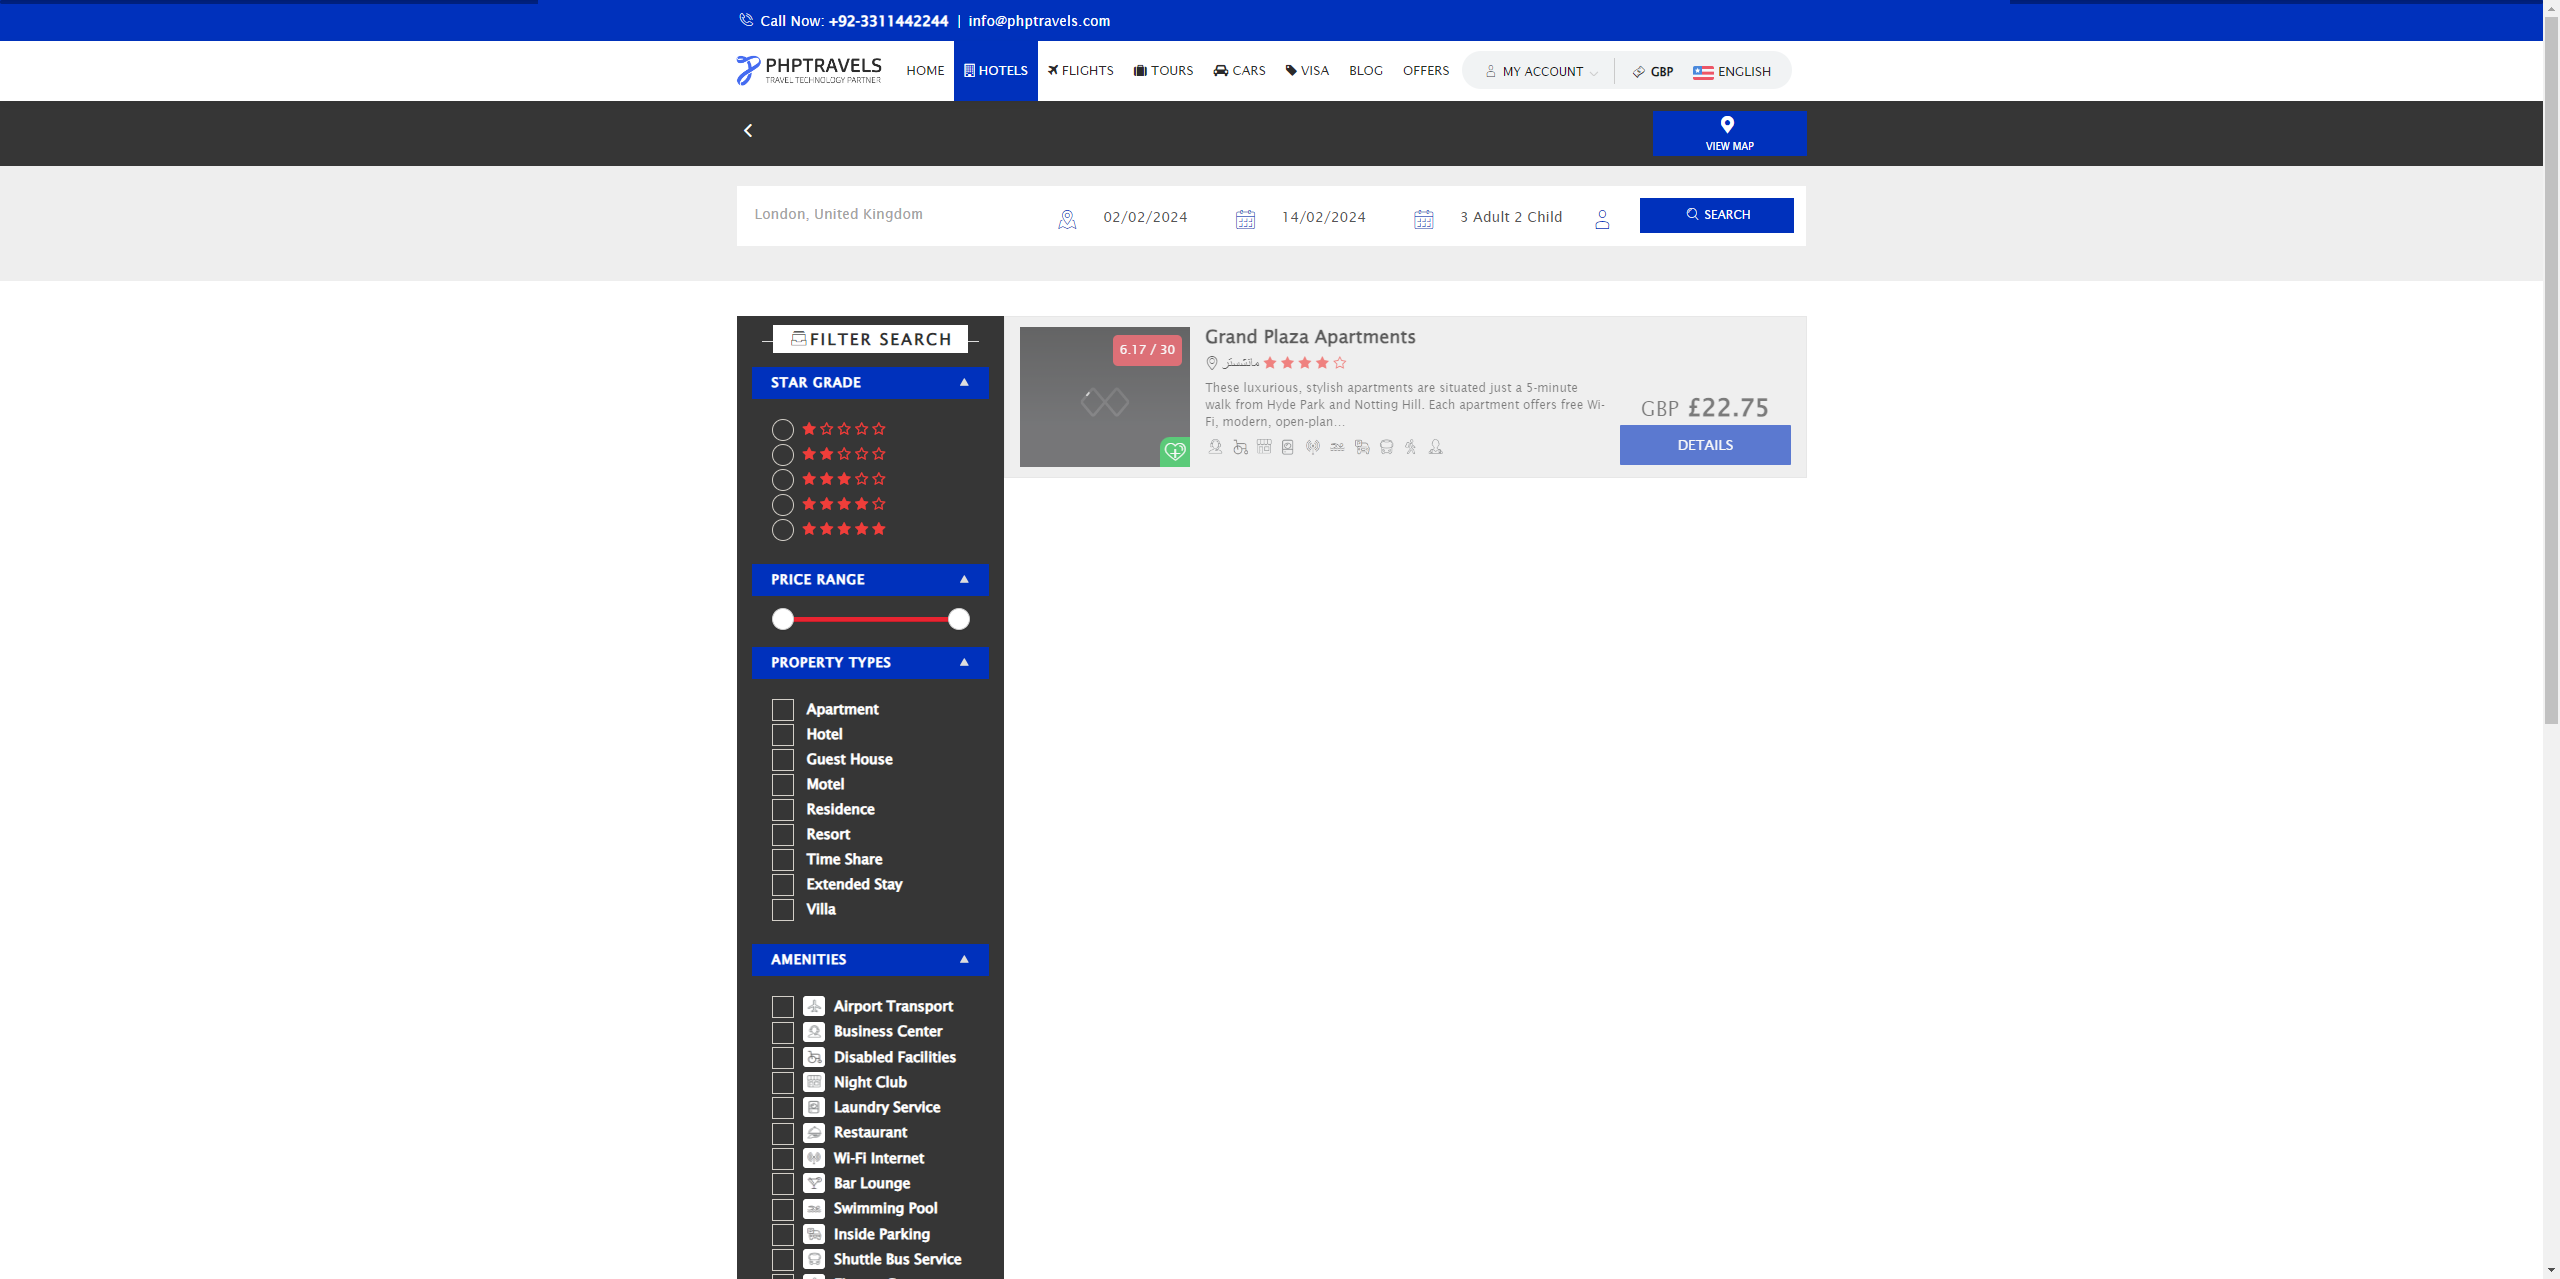 Call Now: +92-3311442244 | info@phptravels.com
PHPTRAVELS
TRAVEL TECHNOLOGY PARTNER
HOME
HOTELS
FLIGHTS
TOURS
CARS
VISA
BLOG
OFFERS
MY ACCOUNT
GBP
ENGLISH
VIEW MAP
London, United Kingdom
02/02/2024
14/02/2024
3 Adult 2 Child
SEARCH
FILTER SEARCH
STAR GRADE
PRICE RANGE
PROPERTY TYPES
Apartment
Hotel
Guest House
Motel
Residence
Resort
Time Share
Extended Stay
Villa
AMENITIES
Airport Transport
Business Center
Disabled Facilities
Night Club
Laundry Service
Restaurant
Wi-Fi Internet
Bar Lounge
Swimming Pool
Inside Parking
Shuttle Bus Service
6.17 / 30
Grand Plaza Apartments
مانشستر
These luxurious, stylish apartments are situated just a 5-minute
walk from Hyde Park and Notting Hill. Each apartment offers free Wi-
Fi, modern, open-plan...
GBP £22.75
DETAILS